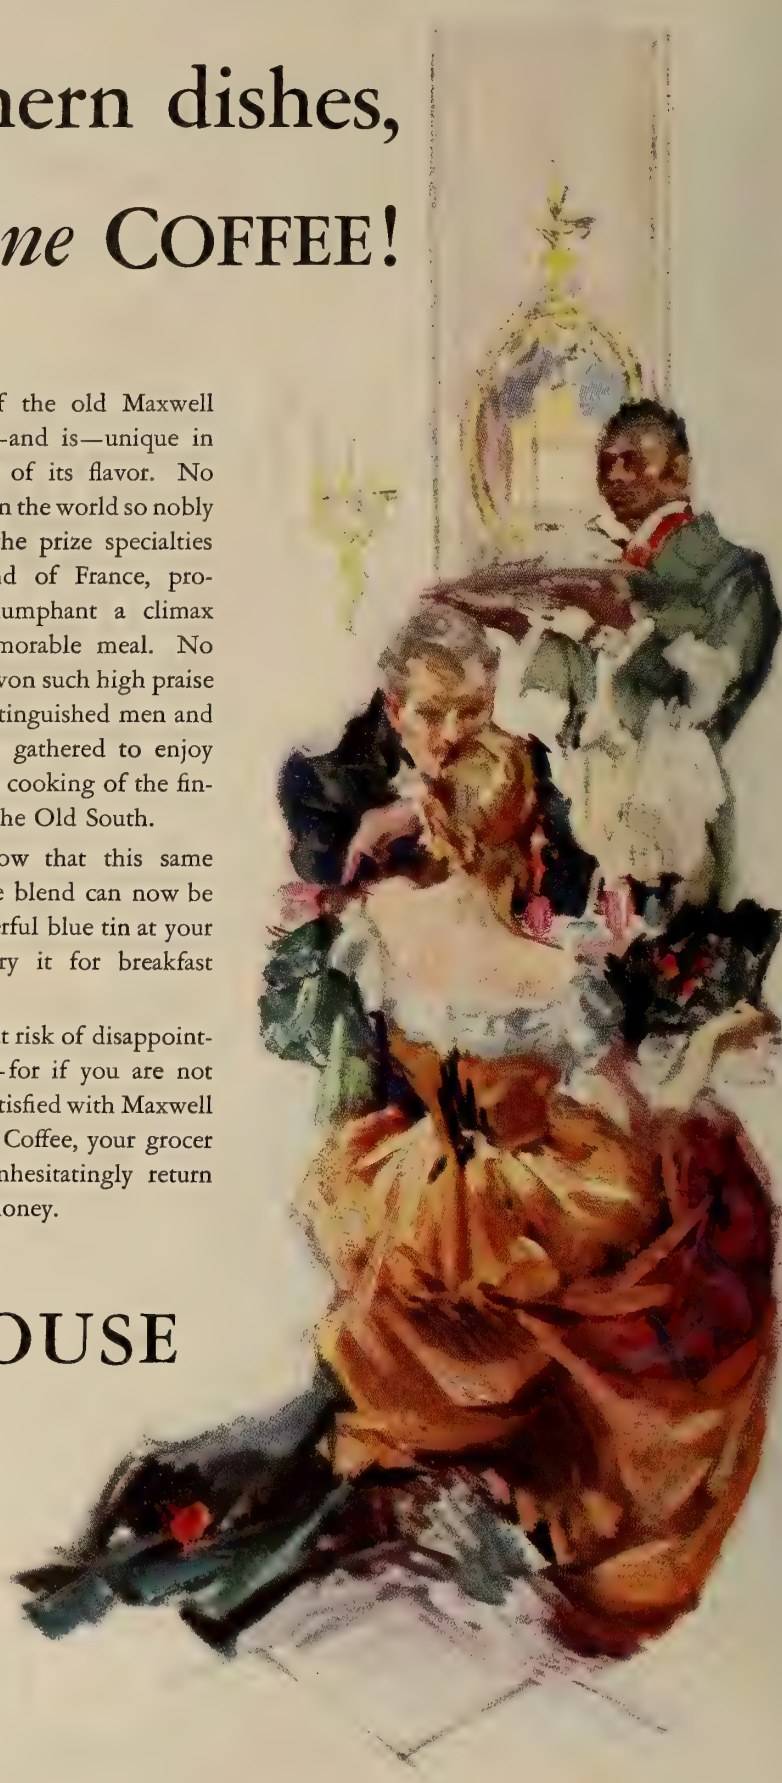 hern dishes,
ne COFFEE!
f the old Maxwell
-and is—unique in
of its flavor. No
n the world so nobly
he prize specialties
nd of France, pro-
umphant a climax
morable meal. No
won such high praise
tinguished men and
gathered to enjoy
cooking of the fin-
he Old South.
ow that this same
e blend can now be
erful blue tin at your
ry it for breakfast
t risk of disappoint-
-for if you are not
tisfied with Maxwell
Coffee, your grocer
nhesitatingly return
oney.
OUSE